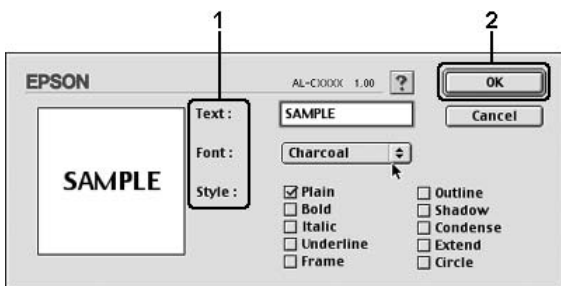 1 2
EPSON AL-CXXXX 1.00 ? OK
Text : SAMPLE Cancel
Font : Charcoal
SAMPLE
Style : Plain Outline
Bold Shadow
Italic Condense
Underline Extend
Frame Circle